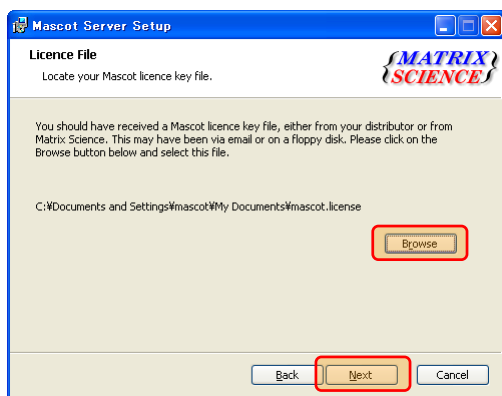 Mascot Server Setup
Licence File
Locate your Mascot licence key file.
{MATRIX
SCIENCE}
You should have received a Mascot licence key file, either from your distributor or from
Matrix Science. This may have been via email or on a floppy disk. Please click on the
Browse button below and select this file.
C:¥Documents and Settings¥mascot¥My Documents¥mascot.license
Browse
Back Next Cancel